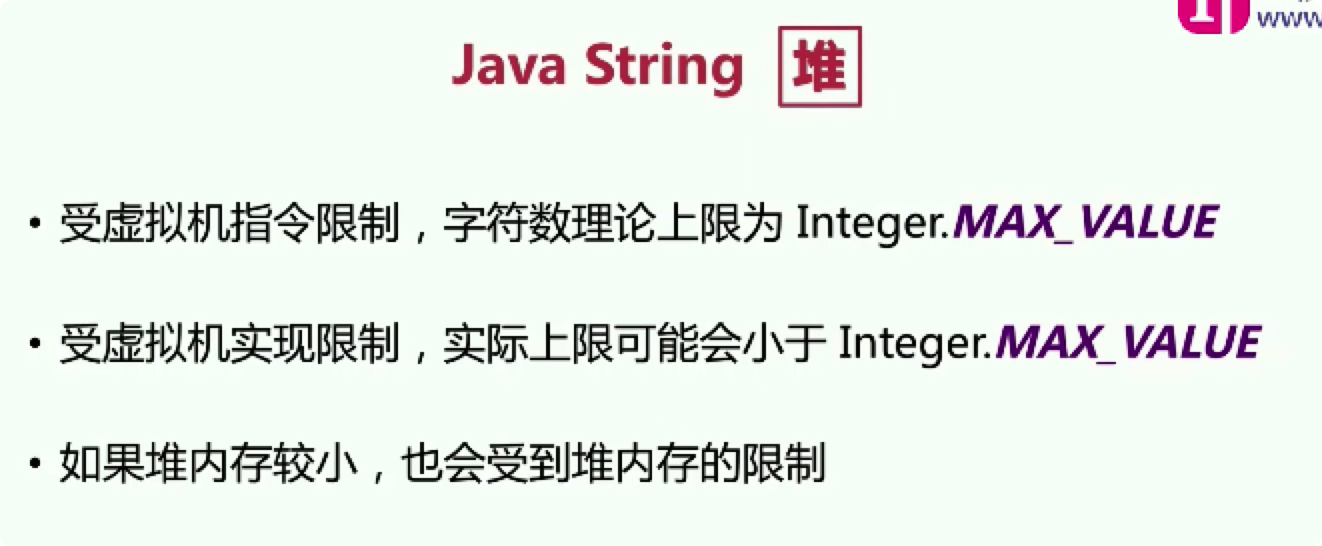 www
Java String 堆
• 受虚拟机指令限制，字符数理论上限为 Integer.MAX_VALUE
• 受虚拟机实现限制，实际上限可能会小于 Integer.MAX_VALUE
• 如果堆内存较小，也会受到堆内存的限制